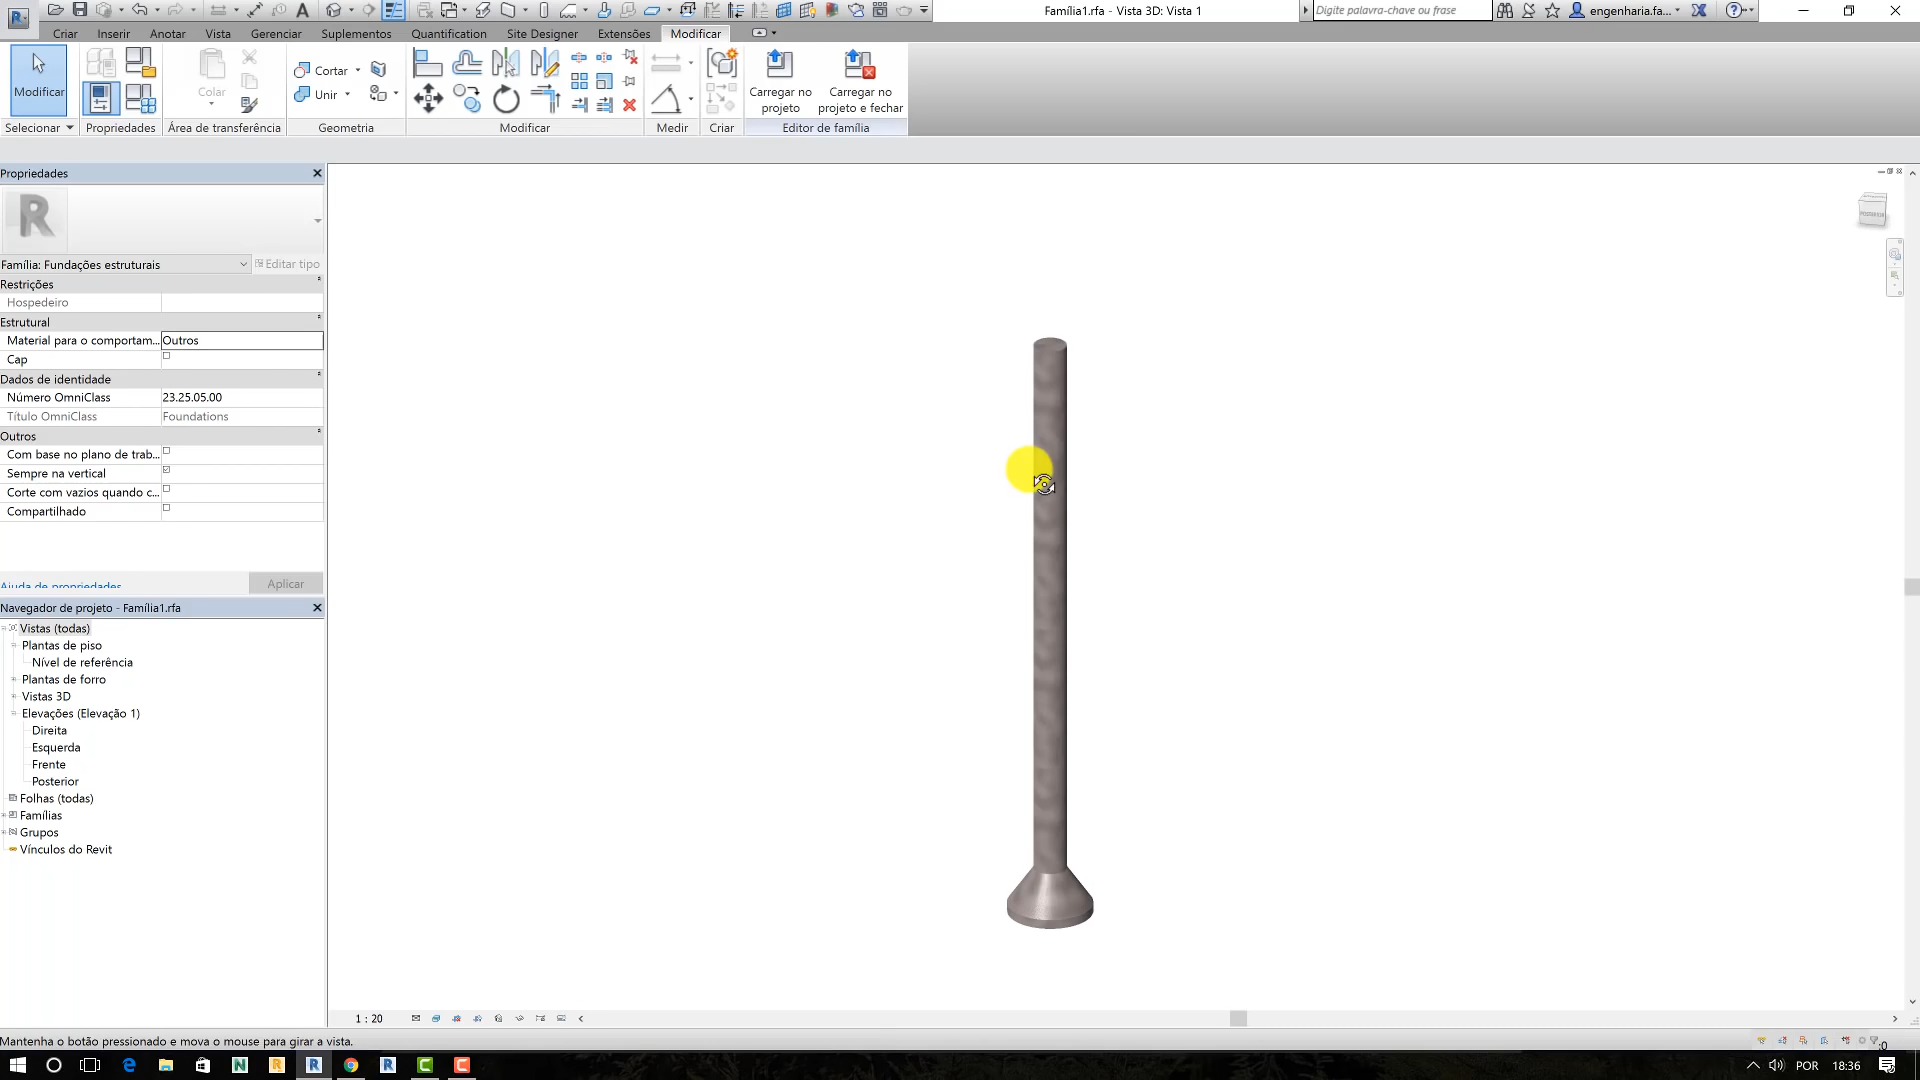 Família1.rfa - Vista 3D: Vista 1
Digite palavra-chave ou frase
engenharia.fa...
Criar
Inserir
Anotar
Vista
Gerenciar
Suplementos
Quantification
Site Designer
Extensões
Modificar
Modificar
Colar
Cortar
Unir
Carregar no
projeto
Carregar no
projeto e fechar
Selecionar
Propriedades
Área de transferência
Geometria
Modificar
Medir
Criar
Editor de família
Propriedades
R
Família: Fundações estruturais
Editar tipo
Restrições
Hospedeiro
Estrutural
Material para o comportam... Outros
Cap
Dados de identidade
Número OmniClass 23.25.05.00
Título OmniClass Foundations
Outros
Com base no plano de trab...
Sempre na vertical
Corte com vazios quando c...
Compartilhado
Ajuda de propriedades
Aplicar
Navegador de projeto - Família1.rfa
Vistas (todas)
Plantas de piso
Nível de referência
Plantas de forro
Vistas 3D
Elevações (Elevação 1)
Direita
Esquerda
Frente
Posterior
Folhas (todas)
Famílias
Grupos
Vínculos do Revit
POSTERIOR
1 : 20
Mantenha o botão pressionado e move o mouse para girar a vista.
:0
POR
18:36